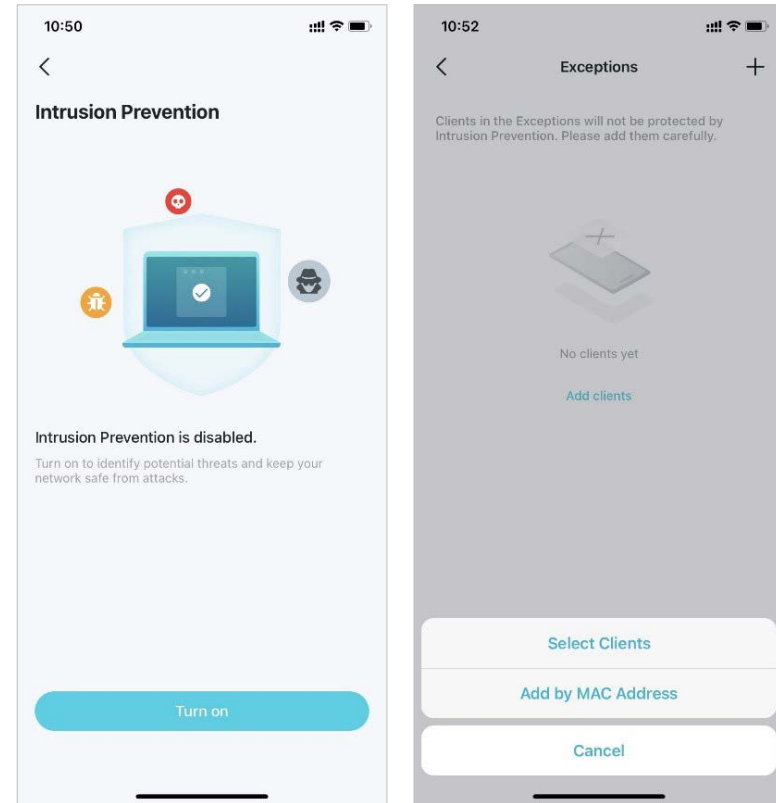 10:50
Intrusion Prevention
Intrusion Prevention is disabled.
Turn on to identify potential threats and keep your
network safe from attacks.
Turn on
10:52
Exceptions
Clients in the Exceptions will not be protected by
Intrusion Prevention. Please add them carefully.
No clients yet
Add clients
Select Clients
Add by MAC Address
Cancel